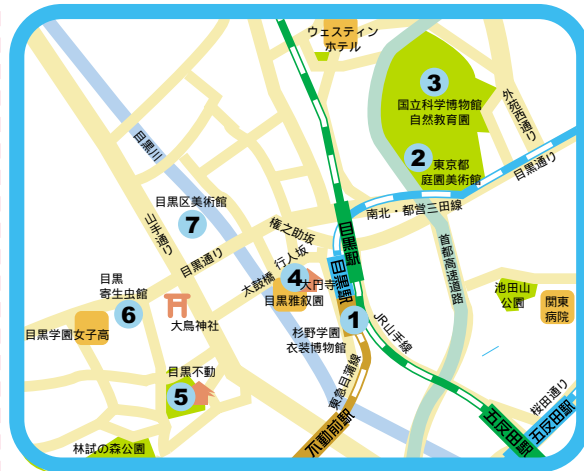 ウェスティン
ホテル
3
国立科学博物館
自然教育園
外苑西通り
2
東京都
庭園美術館
目黒通り
目黒川
目黒区美術館
7
山手通り
目黒通り
権之助坂
行人坂
太鼓橋
南北・都営三田線
目黒駅
目黒駅
首都高速道路
4
大円寺
目黒雅叙園
池田山
公園
関東
病院
目黒
寄生虫館
6
大鳥神社
目黒学園女子高
1
杉野学園
衣装博物館
JR山手線
東急目蒲線
目黒不動
5
不動前駅
桜田通り
五反田駅
五反田駅
林試の森公園